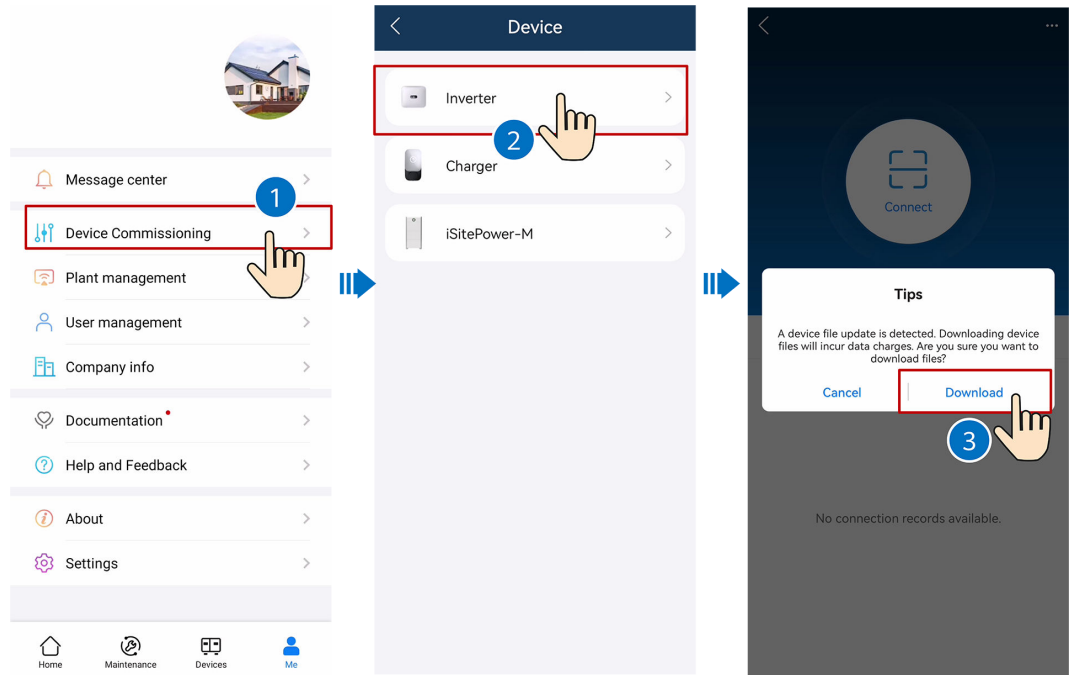 Message center
1
Device Commissioning
Plant management
User management
Company info
Documentation
Help and Feedback
About
Settings
Home
Maintenance
Devices
Me
Device
Inverter
2
Charger
iSitePower-M
Connect
Tips
A device file update is detected. Downloading device
files will incur data charges. Are you sure you want to
download files?
Cancel
Download
3
No connection records available.